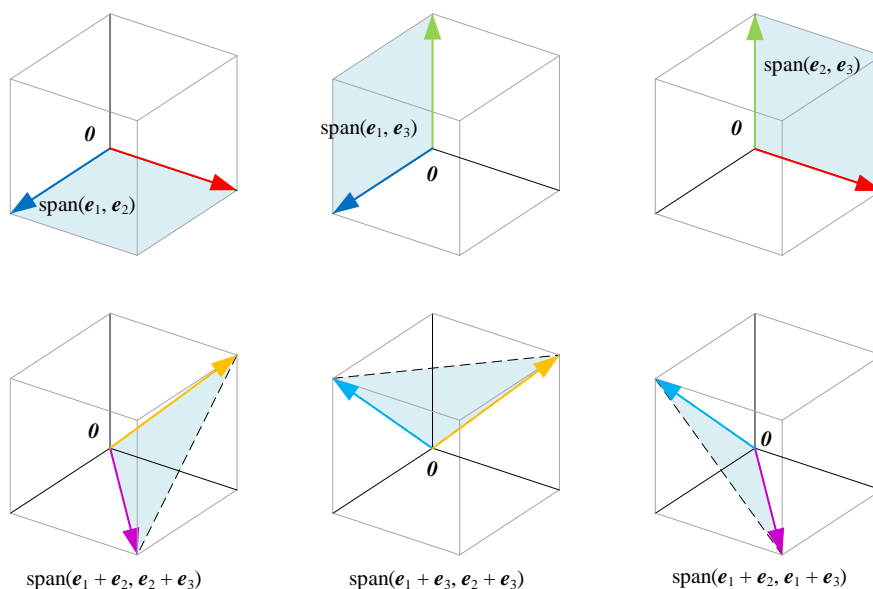 0
span(e₁, e₂)
span(e₁, e₃)
0
span(e₂, e₃)
0
0
span(e₁ + e₂, e₂ + e₃)
0
span(e₁ + e₃, e₂ + e₃)
0
span(e₁ + e₂, e₁ + e₃)